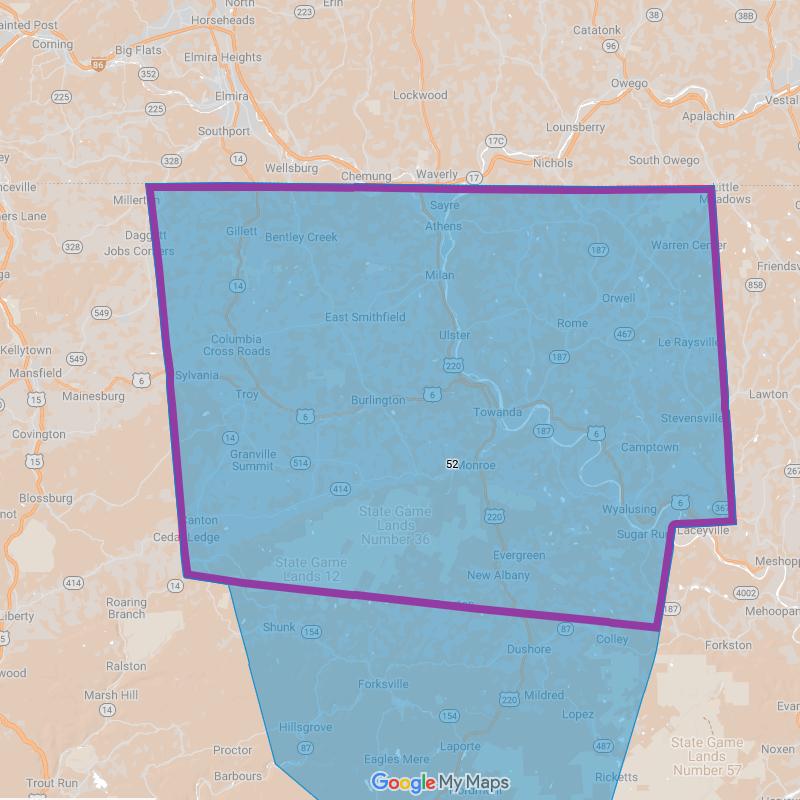 ainted Post
North
Erin
Horseheads
223
38
38B
Corning
Big Flats
Elmira Heights
Catatonk
96
86
352
Owego
225
225
Elmira
Lockwood
Vestal
Apalachin
Southport
Lounsberry
17C
328
14
Wellsburg
Chemung
Waverly
17
Nichols
South Owego
nceville
Millerton
Little
Meadows
ners Lane
Sayre
Athens
Daggett
Jobs Corners
Gillett
Bentley Creek
328
187
Warren Center
ga
Friendsv
14
Milan
858
549
Orwell
East Smithfield
Rome
467
Columbia
Cross Roads
Ulster
Le Raysville
Kellytown
549
187
Mansfield
6
Sylvania
220
15
Mainesburg
Troy
Burlington
6
Lawton
6
Towanda
Stevensville
Covington
14
187
6
Camptown
15
Granville
Summit
514
52
Monroe
267
Blossburg
414
6
367
not
Canton
State Game
Lands
Number 36
220
Wyalusing
Cedar Ledge
Sugar Run
Laceyville
State Game
Lands 12
Evergreen
Meshopp
414
14
New Albany
4002
Roaring
Branch
187
Mehoopan
Liberty
15
Shunk
154
87
Colley
Forkston
wood
Ralston
Dushore
Marsh Hill
Forksville
220
Mildred
14
Evan
154
Lopez
Hillsgrove
87
487
State Game
Lands
Number 57
Proctor
Laporte
Noxen
Barbours
Eagles Mere
Trout Run
Ricketts
Google My Maps